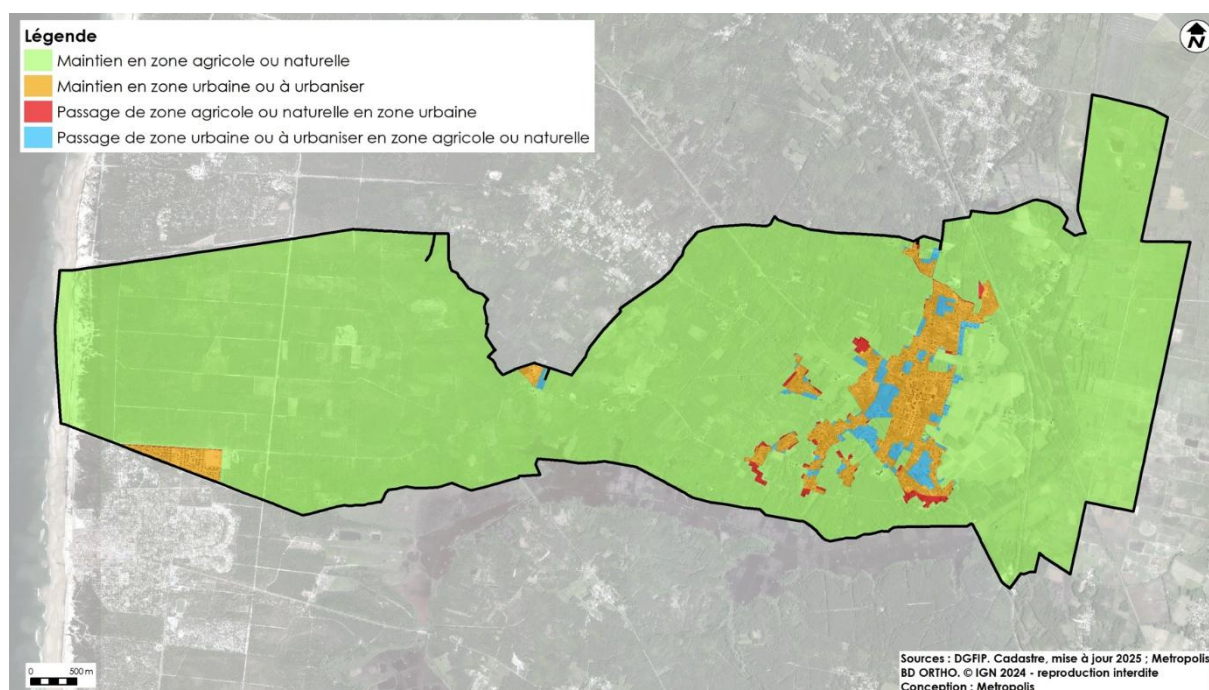 Légende
Maintien en zone agricole ou naturelle
Maintien en zone urbaine ou à urbaniser
Passage de zone agricole ou naturelle en zone urbaine
Passage de zone urbaine ou à urbaniser en zone agricole ou naturelle
N
0 500 m
Sources : DGFIP. Cadastre, mise à jour 2025 ; Metropolis
BD ORTHO. © IGN 2024 - reproduction interdite
Conception : Metropolis